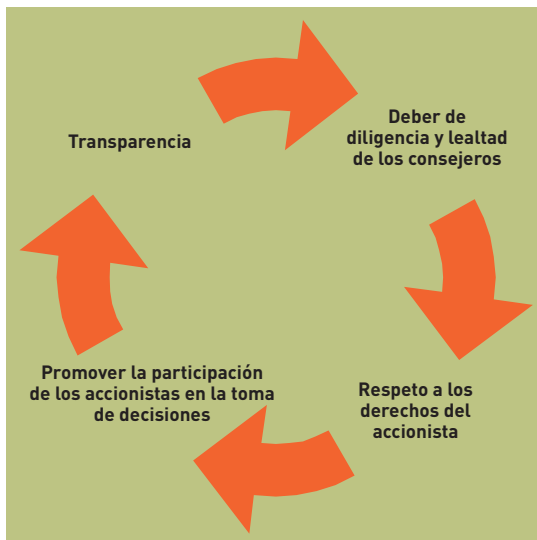 Transparencia
Deber de
diligencia y lealtad
de los consejeros
Respeto a los
derechos del
accionista
Promover la participación
de los accionistas en la toma
de decisiones